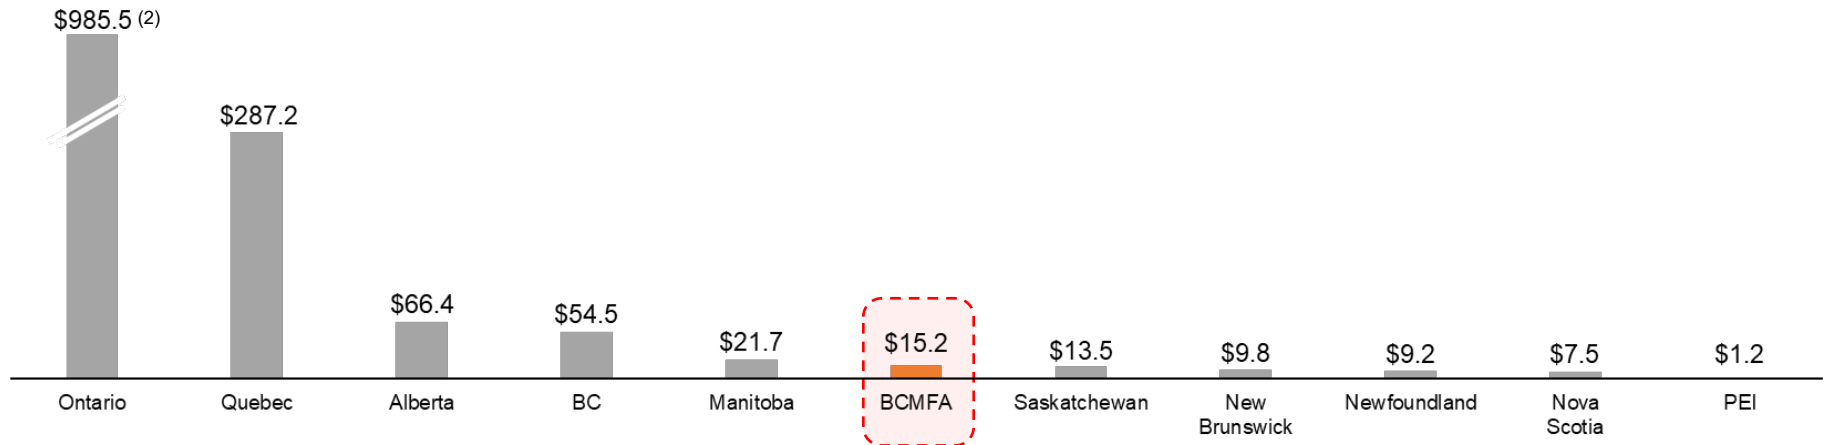 $985.5 (2)
$287.2
$66.4
$54.5
$21.7
$15.2
$13.5
$9.8
$9.2
$7.5
$1.2
Ontario
Quebec
Alberta
BC
Manitoba
BCMFA
Saskatchewan
New
Brunswick
Newfoundland
Nova
Scotia
PEI